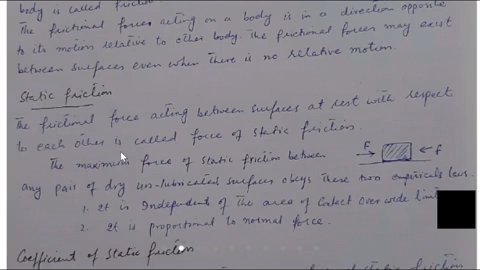 body is called friction
The frictional forces acting on a body is in a direction opposite
to its motion relative to other body. The frictional forces may exist
between surfaces even when there is no relative motion.
Static friction
The frictional force acting between surfaces at rest with respect
to each other is called force of static friction.
The maximum force of static friction between
any pair of dry un-lubricated surfaces obeys these two empirical laws.
F f
1. It is Independent of the area of contact over wide limit
2. It is proportional to normal force.
Coefficient of static friction
static friction